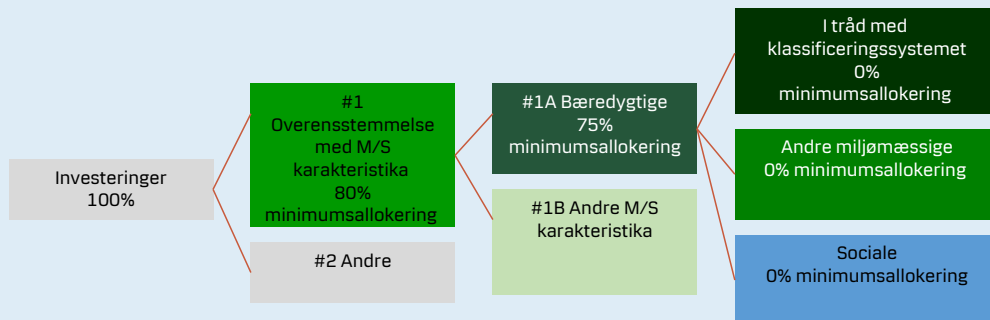 Investeringer
100%
#1
Overensstemmelse
med M/S
karakteristika
80%
minimumsallokering
#2 Andre
#1A Bæredygtige
75%
minimumsallokering
#1B Andre M/S
karakteristika
I tråd med
klassificeringssystemet
0%
minimumsallokering
Andre miljømæssige
0% minimumsallokering
Sociale
0% minimumsallokering